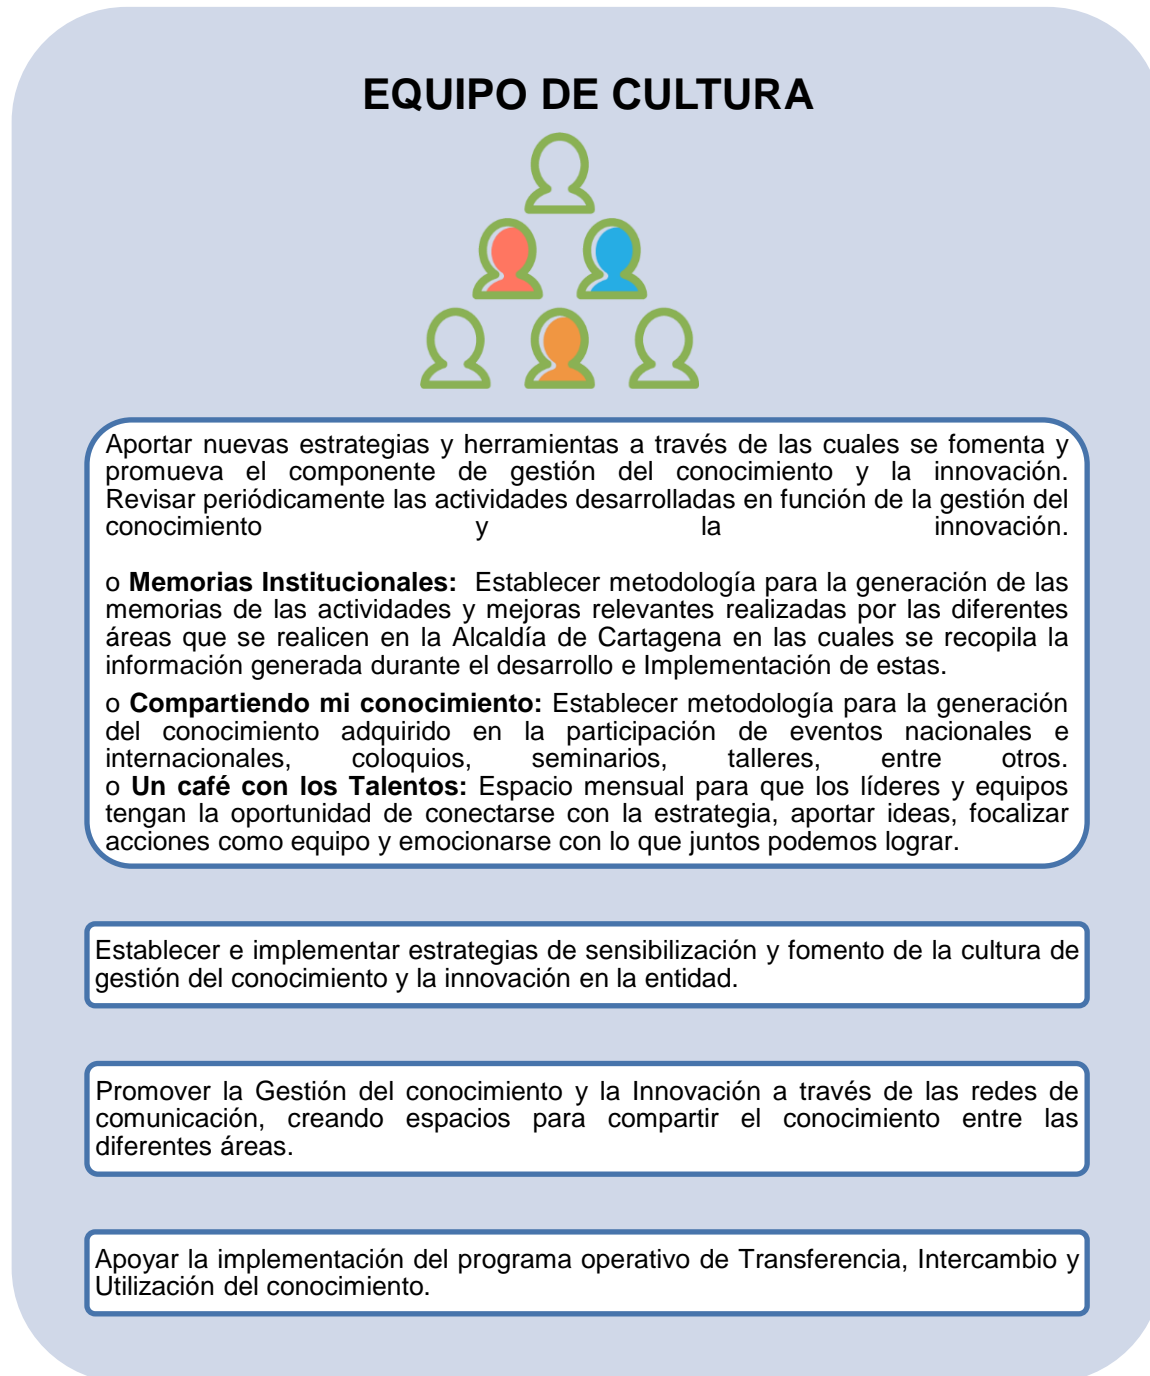 EQUIPO DE CULTURA
Aportar nuevas estrategias y herramientas a través de las cuales se fomenta y
promueva el componente de gestión del conocimiento y la innovación.
Revisar periódicamente las actividades desarrolladas en función de la gestión del
conocimiento y la innovación.
o Memorias Institucionales: Establecer metodología para la generación de las
memorias de las actividades y mejoras relevantes realizadas por las diferentes
áreas que se realicen en la Alcaldía de Cartagena en las cuales se recopila la
información generada durante el desarrollo e Implementación de estas.
o Compartiendo mi conocimiento: Establecer metodología para la generación
del conocimiento adquirido en la participación de eventos nacionales e
internacionales, coloquios, seminarios, talleres, entre otros.
o Un café con los Talentos: Espacio mensual para que los líderes y equipos
tengan la oportunidad de conectarse con la estrategia, aportar ideas, focalizar
acciones como equipo y emocionarse con lo que juntos podemos lograr.
Establecer e implementar estrategias de sensibilización y fomento de la cultura de
gestión del conocimiento y la innovación en la entidad.
Promover la Gestión del conocimiento y la Innovación a través de las redes de
comunicación, creando espacios para compartir el conocimiento entre las
diferentes áreas.
Apoyar la implementación del programa operativo de Transferencia, Intercambio y
Utilización del conocimiento.